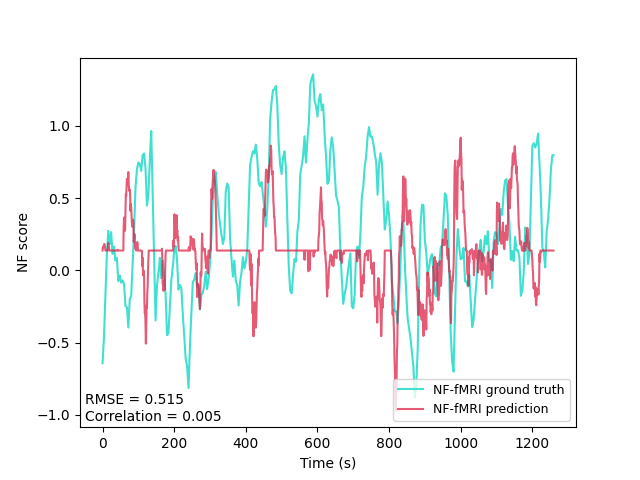 NF score
1.0
0.5
0.0
−0.5
−1.0
RMSE = 0.515
Correlation = 0.005
NF-fMRI ground truth
NF-fMRI prediction
0 200 400 600 800 1000 1200
Time (s)